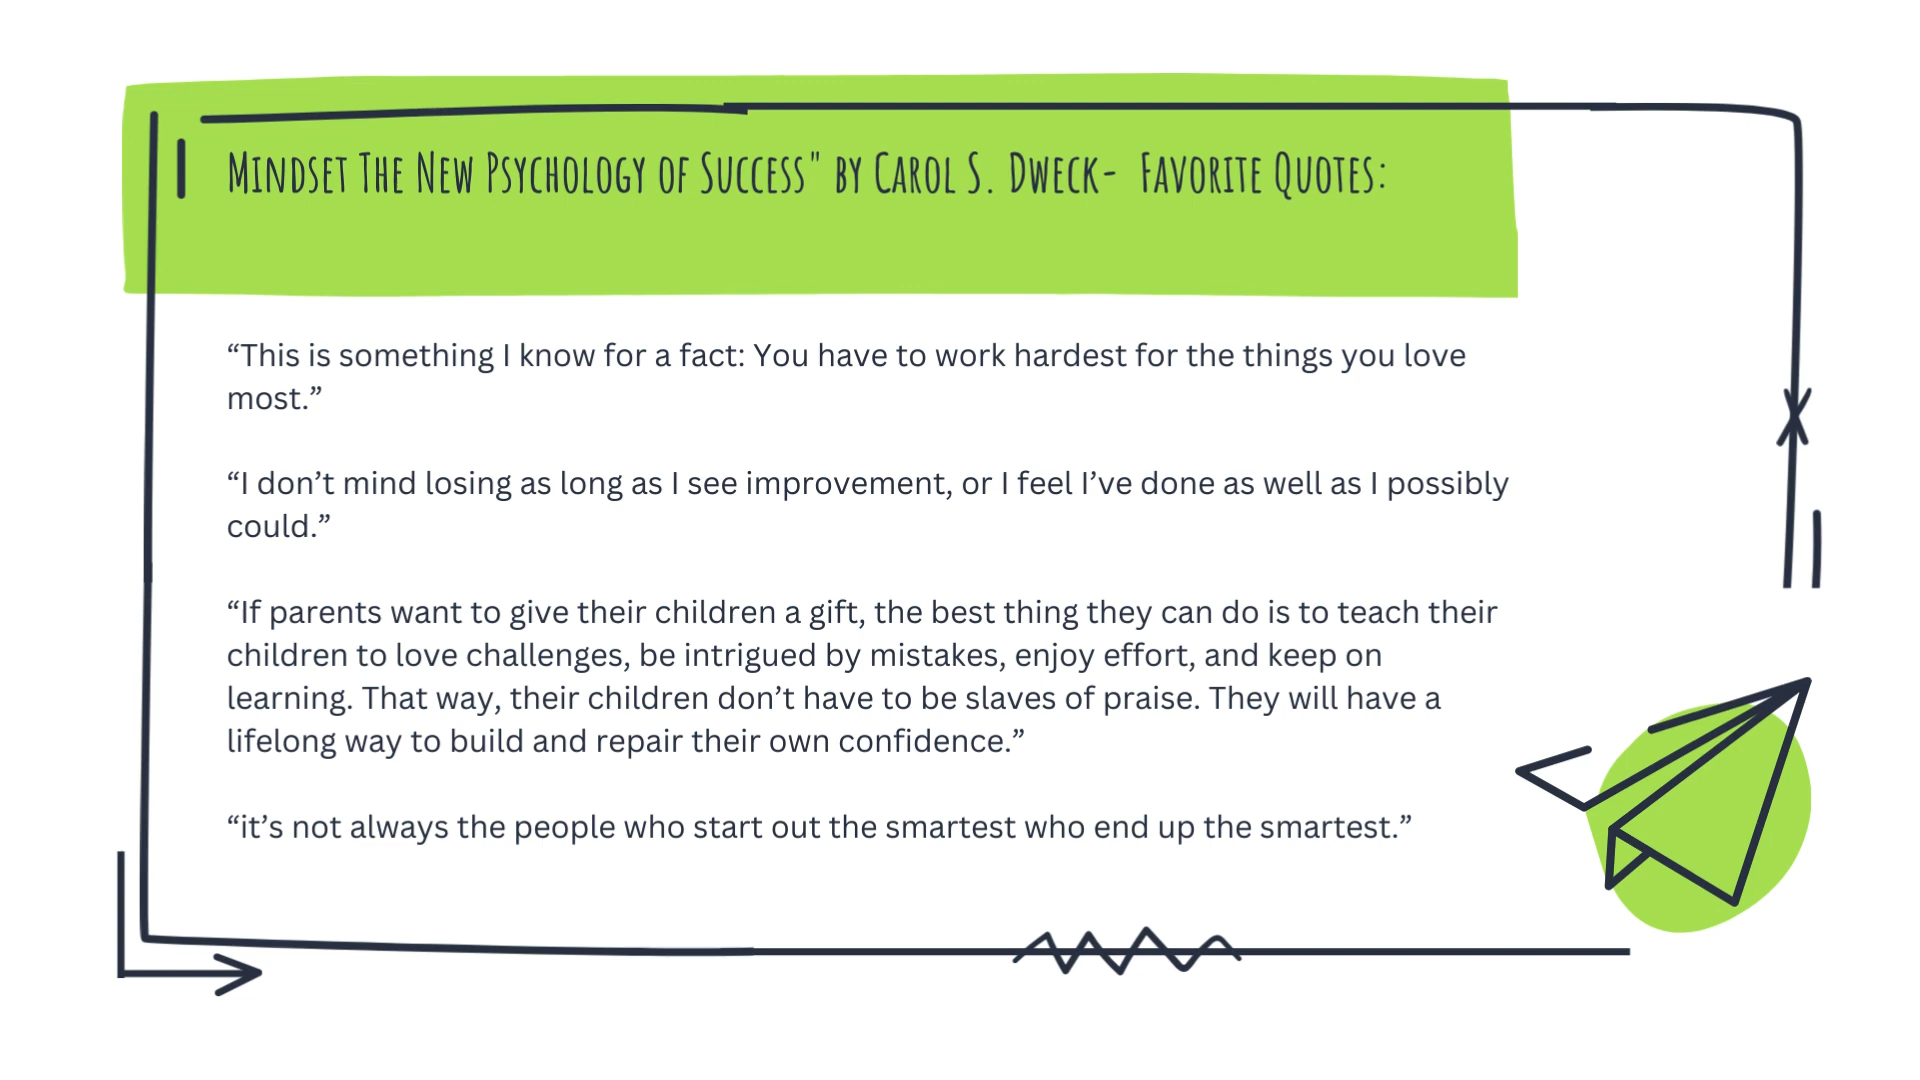 Mindset The New Psychology of Success" by Carol S. Dweck- Favorite Quotes:
“This is something I know for a fact: You have to work hardest for the things you love
most.”
“I don’t mind losing as long as I see improvement, or I feel I’ve done as well as I possibly
could.”
“If parents want to give their children a gift, the best thing they can do is to teach their
children to love challenges, be intrigued by mistakes, enjoy effort, and keep on
learning. That way, their children don’t have to be slaves of praise. They will have a
lifelong way to build and repair their own confidence.”
“it’s not always the people who start out the smartest who end up the smartest.”